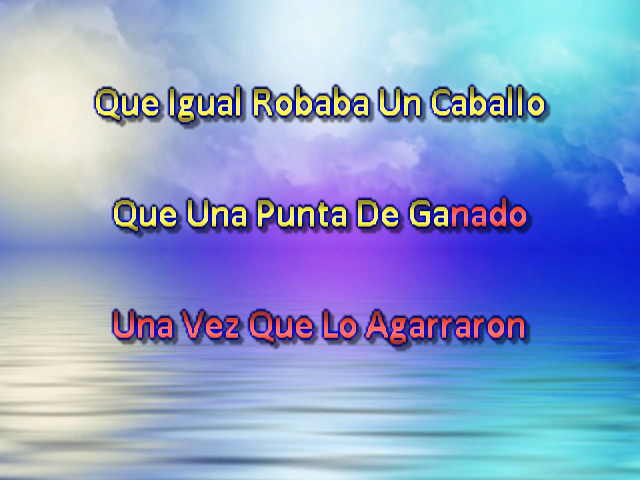 Que Igual Robaba Un Caballo
Que Una Punta De Ganado
Una Vez Que Lo Agarraron